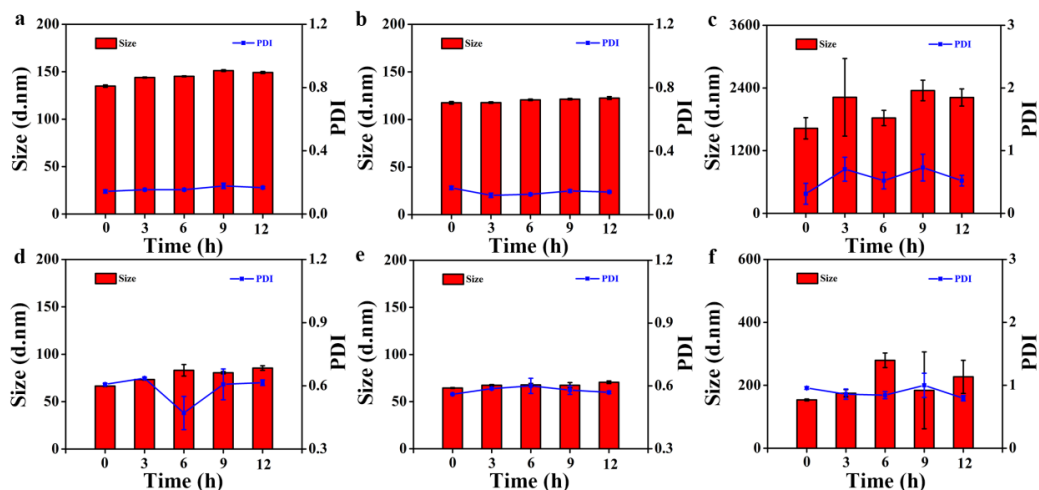 a
200
150
100
50
0
Size (d.nm)
Size
PDI
1.2
0.8
0.4
0.0
PDI
0 3 6 9 12
Time (h)
b
200
150
100
50
0
Size (d.nm)
Size
PDI
1.2
0.8
0.4
0.0
PDI
0 3 6 9 12
Time (h)
c
3600
2400
1200
0
Size (d.nm)
Size
PDI
3
2
1
0
PDI
0 3 6 9 12
Time (h)
d
200
150
100
50
0
Size (d.nm)
Size
PDI
1.2
0.9
0.6
0.3
PDI
0 3 6 9 12
Time (h)
e
200
150
100
50
0
Size (d.nm)
Size
PDI
1.2
0.9
0.6
0.3
PDI
0 3 6 9 12
Time (h)
f
600
400
200
0
Size (d.nm)
Size
PDI
3
2
1
0
PDI
0 3 6 9 12
Time (h)